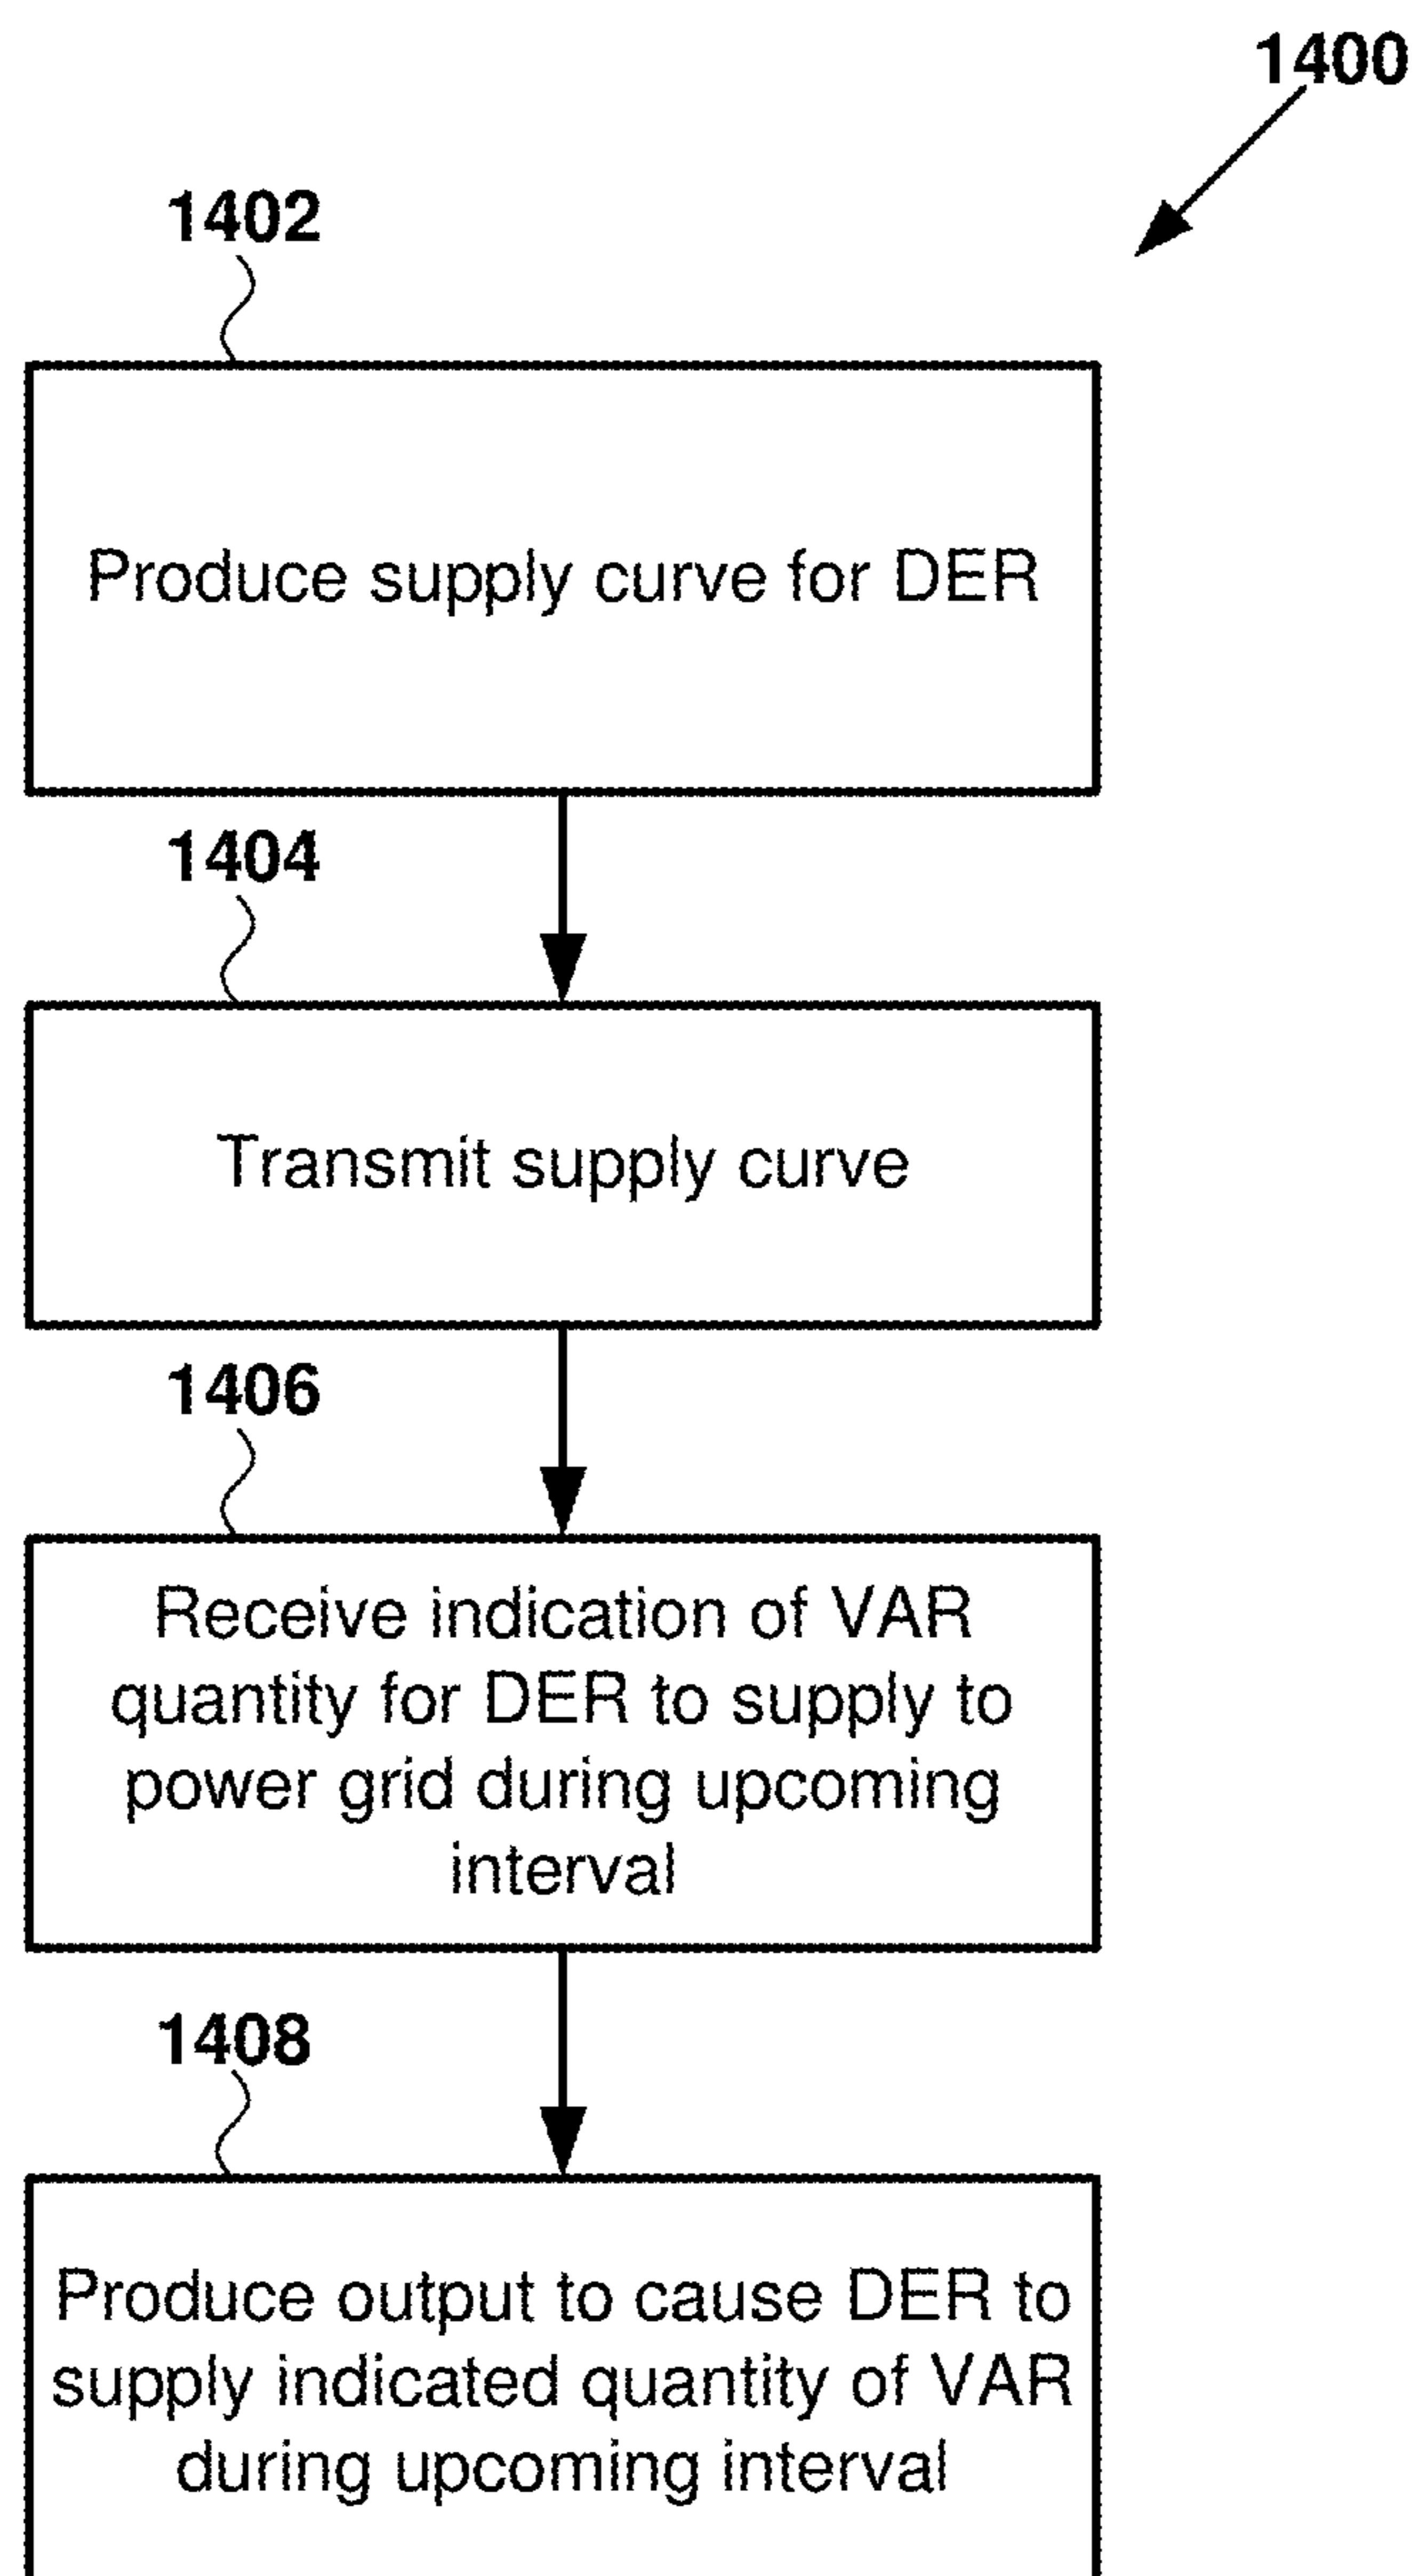 1400
1402
Produce supply curve for DER
1404
Transmit supply curve
1406
Receive indication of VAR
quantity for DER to supply to
power grid during upcoming
interval
1408
Produce output to cause DER to
supply indicated quantity of VAR
during upcoming interval